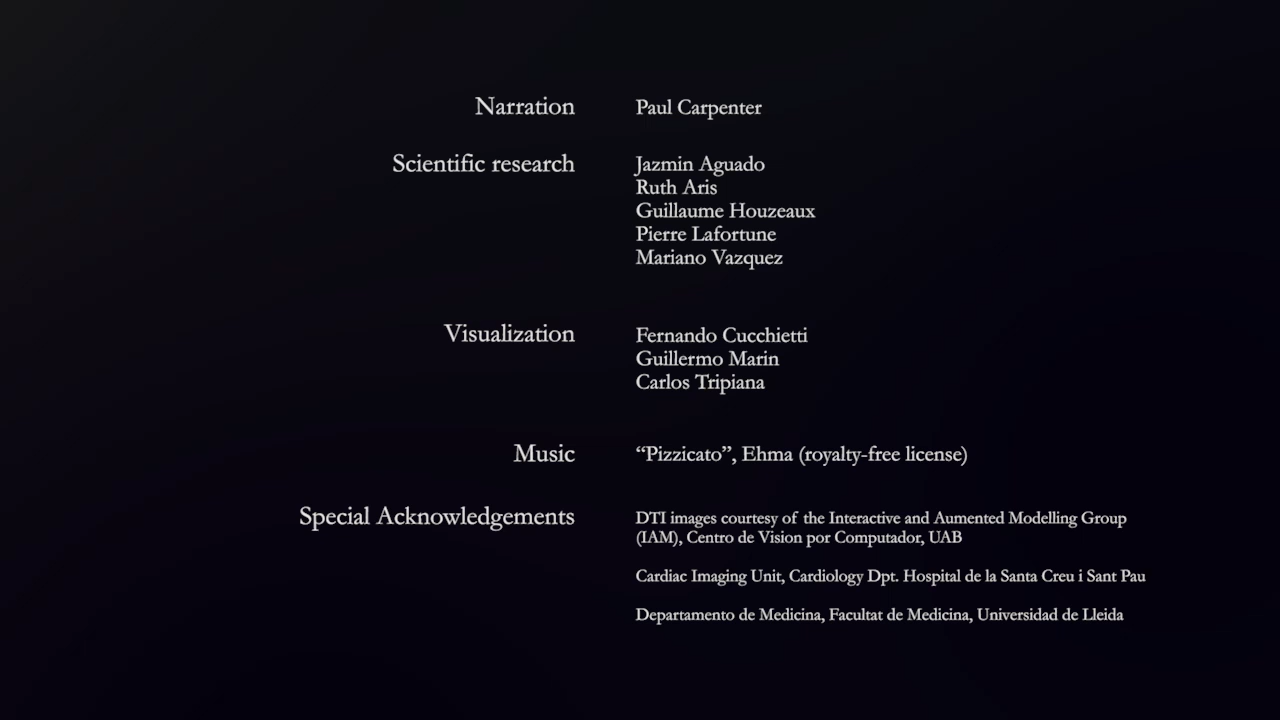 Narration Paul Carpenter
Scientific research Jazmin Aguado
Ruth Aris
Guillaume Houzeaux
Pierre Lafortune
Mariano Vazquez
Visualization Fernando Cucchietti
Guillermo Marin
Carlos Tripiana
Music “Pizzicato”, Ehma (royalty-free license)
Special Acknowledgements DTI images courtesy of the Interactive and Aumented Modelling Group
(IAM), Centro de Vision por Computador, UAB
Cardiac Imaging Unit, Cardiology Dpt. Hospital de la Santa Creu i Sant Pau
Departamento de Medicina, Facultat de Medicina, Universidad de Lleida